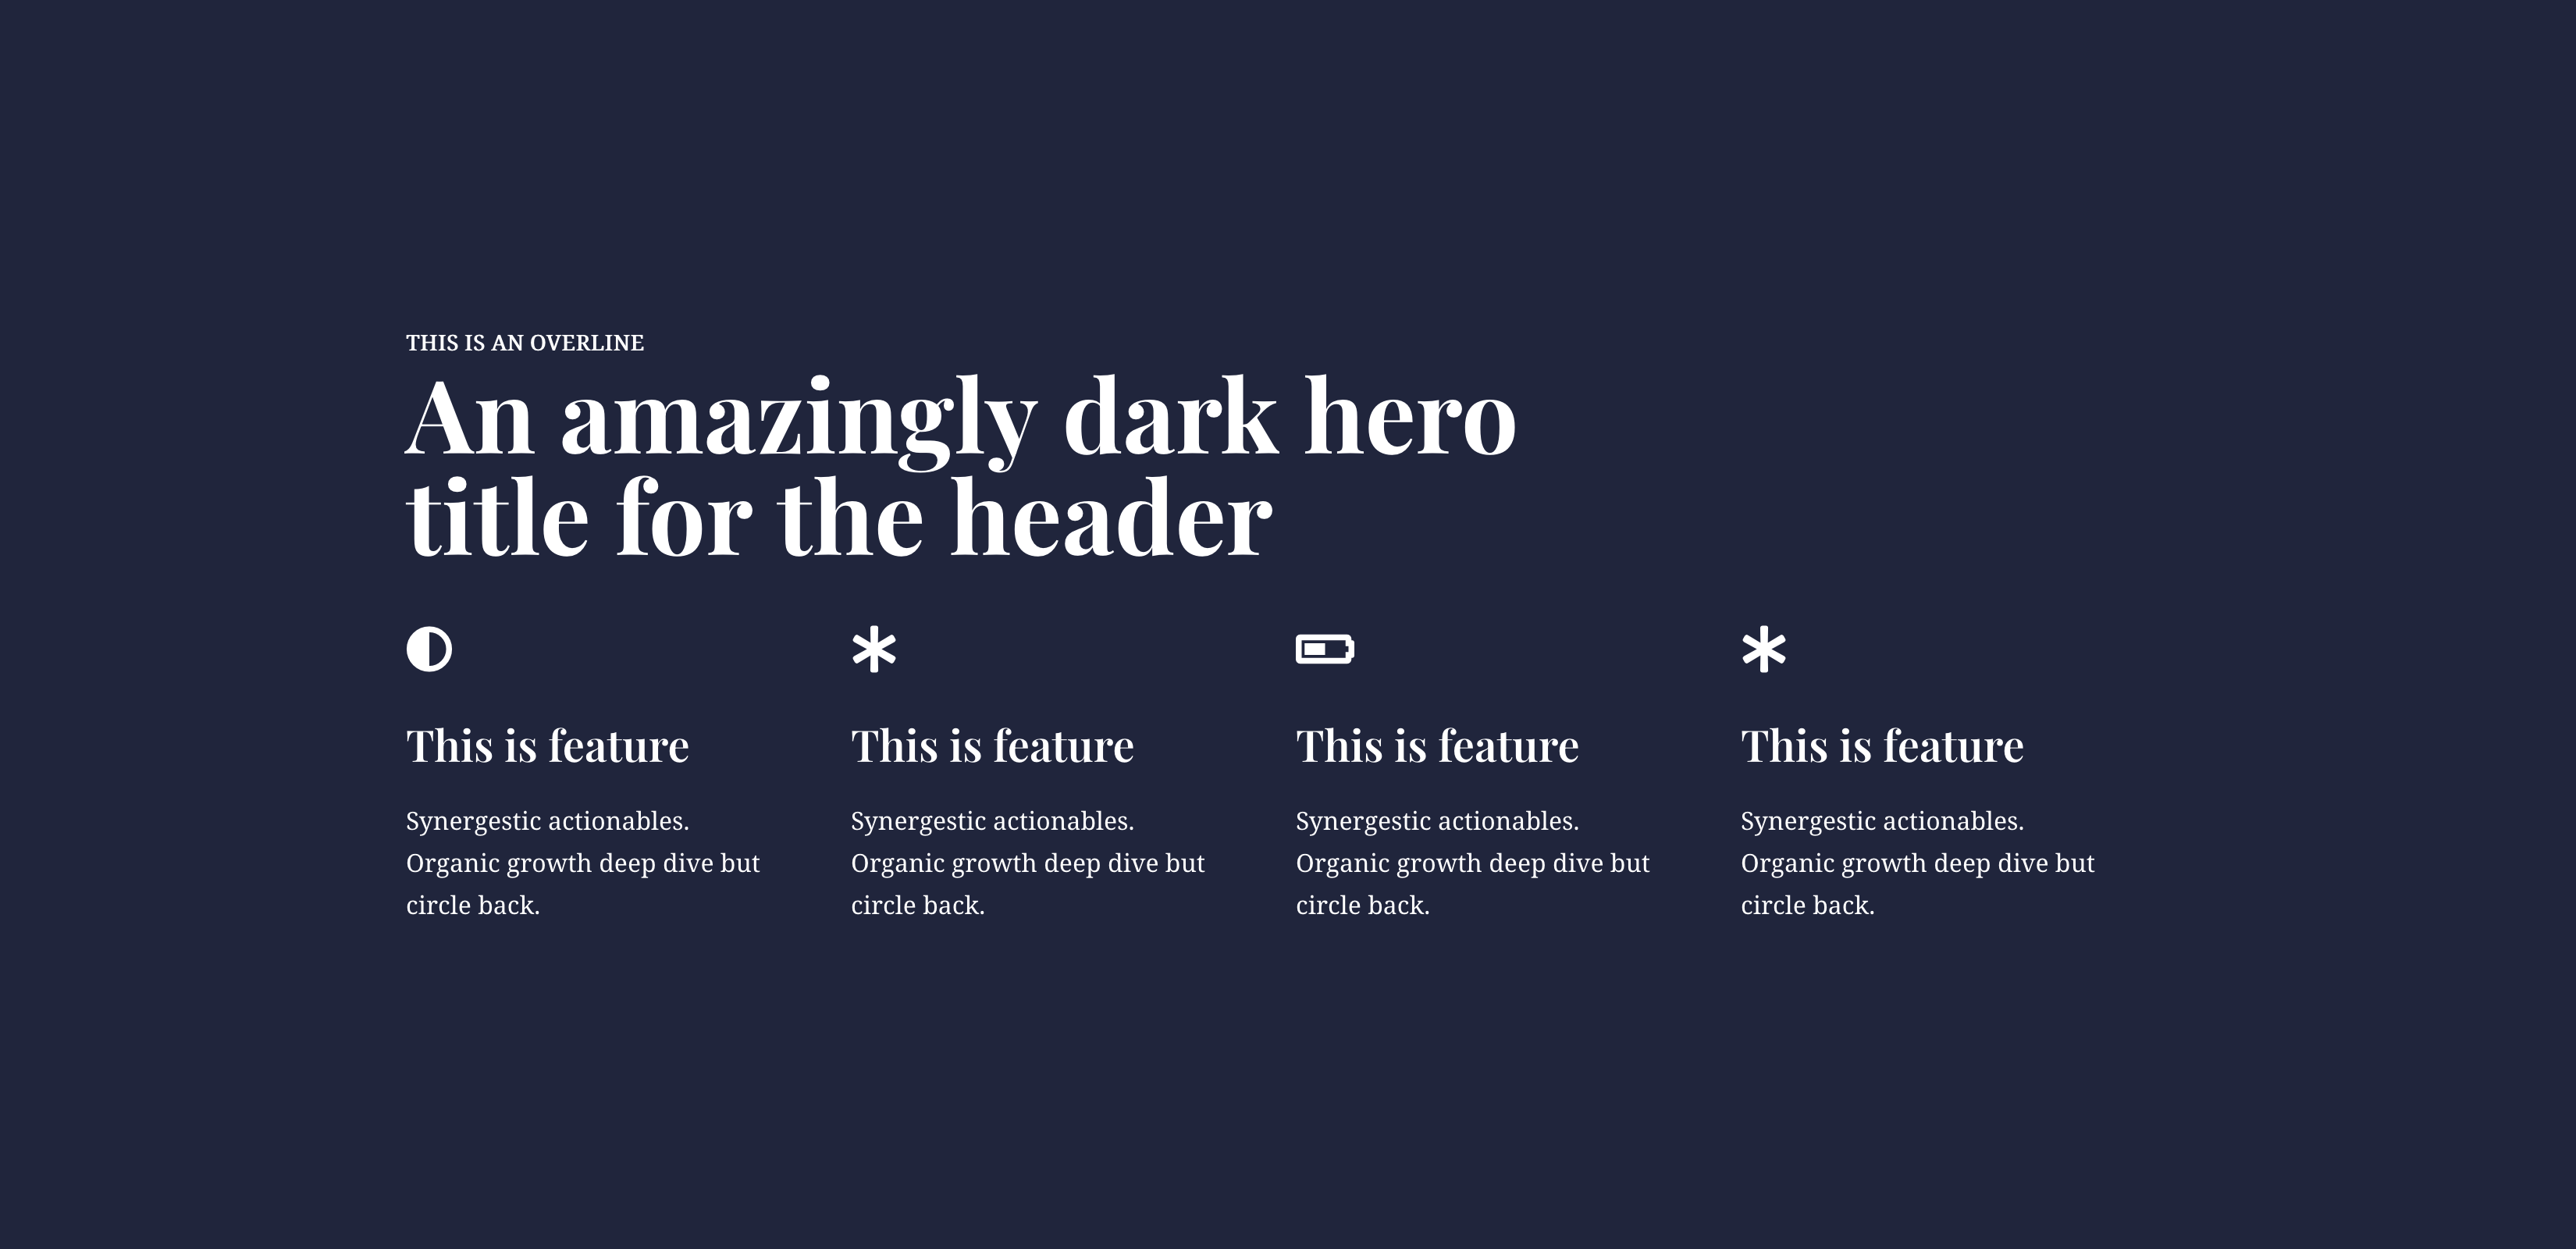 THIS IS AN OVERLINE
An amazingly dark hero
title for the header
This is feature
Synergestic actionables.
Organic growth deep dive but
circle back.
This is feature
Synergestic actionables.
Organic growth deep dive but
circle back.
This is feature
Synergestic actionables.
Organic growth deep dive but
circle back.
This is feature
Synergestic actionables.
Organic growth deep dive but
circle back.